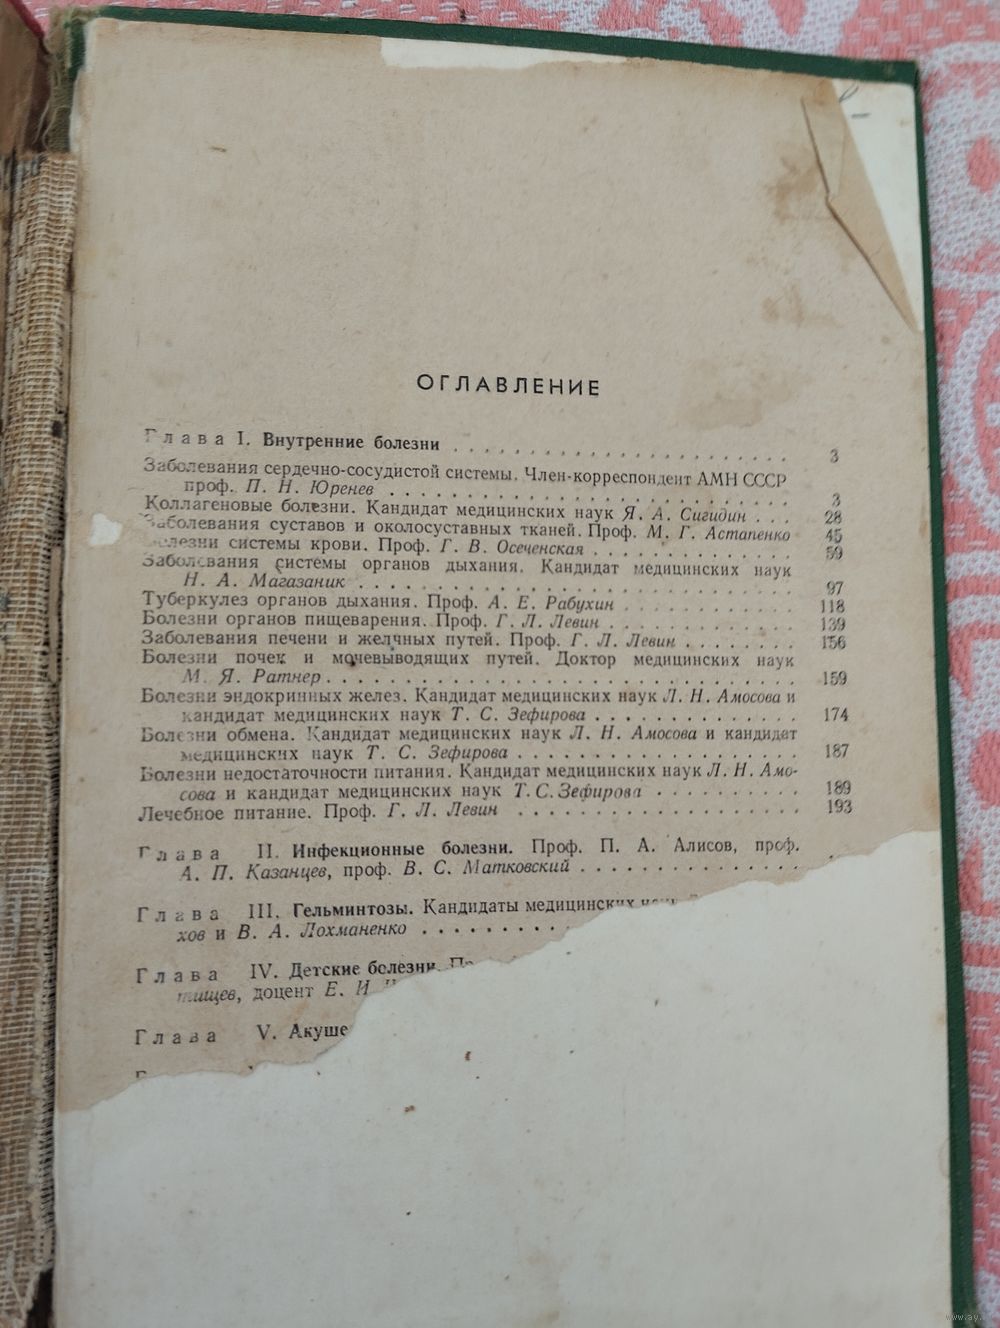 ОГЛАВЛЕНИЕ
Глава I. Внутренние болезни . . . . . . . . . . . . . . . . . . 3
Заболевания сердечно-сосудистой системы. Член-корреспондент АМН СССР
проф. П. Н. Юренев . . . . . . . . . . . . . . . . . . . . . 3
Коллагеновые болезни. Кандидат медицинских наук Я. А. Сигидин . . . 28
Заболевания суставов и околосуставных тканей. Проф. М. Г. Астапенко 45
Болезни системы крови. Проф. Г. В. Осеченская . . . . . . . . . . 59
Заболевания системы органов дыхания. Кандидат медицинских наук
Н. А. Магазаник . . . . . . . . . . . . . . . . . . . . . . 97
Туберкулез органов дыхания. Проф. А. Е. Рабухин . . . . . . . . . 118
Болезни органов пищеварения. Проф. Г. Л. Левин . . . . . . . . . . 139
Заболевания печени и желчных путей. Проф. Г. Л. Левин . . . . . . . 156
Болезни почек и мочевыводящих путей. Доктор медицинских наук
М. Я. Ратнер . . . . . . . . . . . . . . . . . . . . . . . . 159
Болезни эндокринных желез. Кандидат медицинских наук Л. Н. Амосова и
кандидат медицинских наук Т. С. Зефирова . . . . . . . . . . . . 174
Болезни обмена. Кандидат медицинских наук Л. Н. Амосова и кандидат
медицинских наук Т. С. Зефирова . . . . . . . . . . . . . . . . 187
Болезни недостаточности питания. Кандидат медицинских наук Л. Н. Амо-
сова и кандидат медицинских наук Т. С. Зефирова . . . . . . . . 189
Лечебное питание. Проф. Г. Л. Левин . . . . . . . . . . . . . . . 193
Глава II. Инфекционные болезни. Проф. П. А. Алисов, проф.
А. П. Казанцев, проф. В. С. Матковский . . . . . . . . . . . . .
Глава III. Гельминтозы. Кандидаты медицинских наук
хов и В. А. Лохманенко . . . . . . . . .
Глава IV. Детские болезни.
тищев, доцент Е. И
Глава V. Акуше
www.ay.